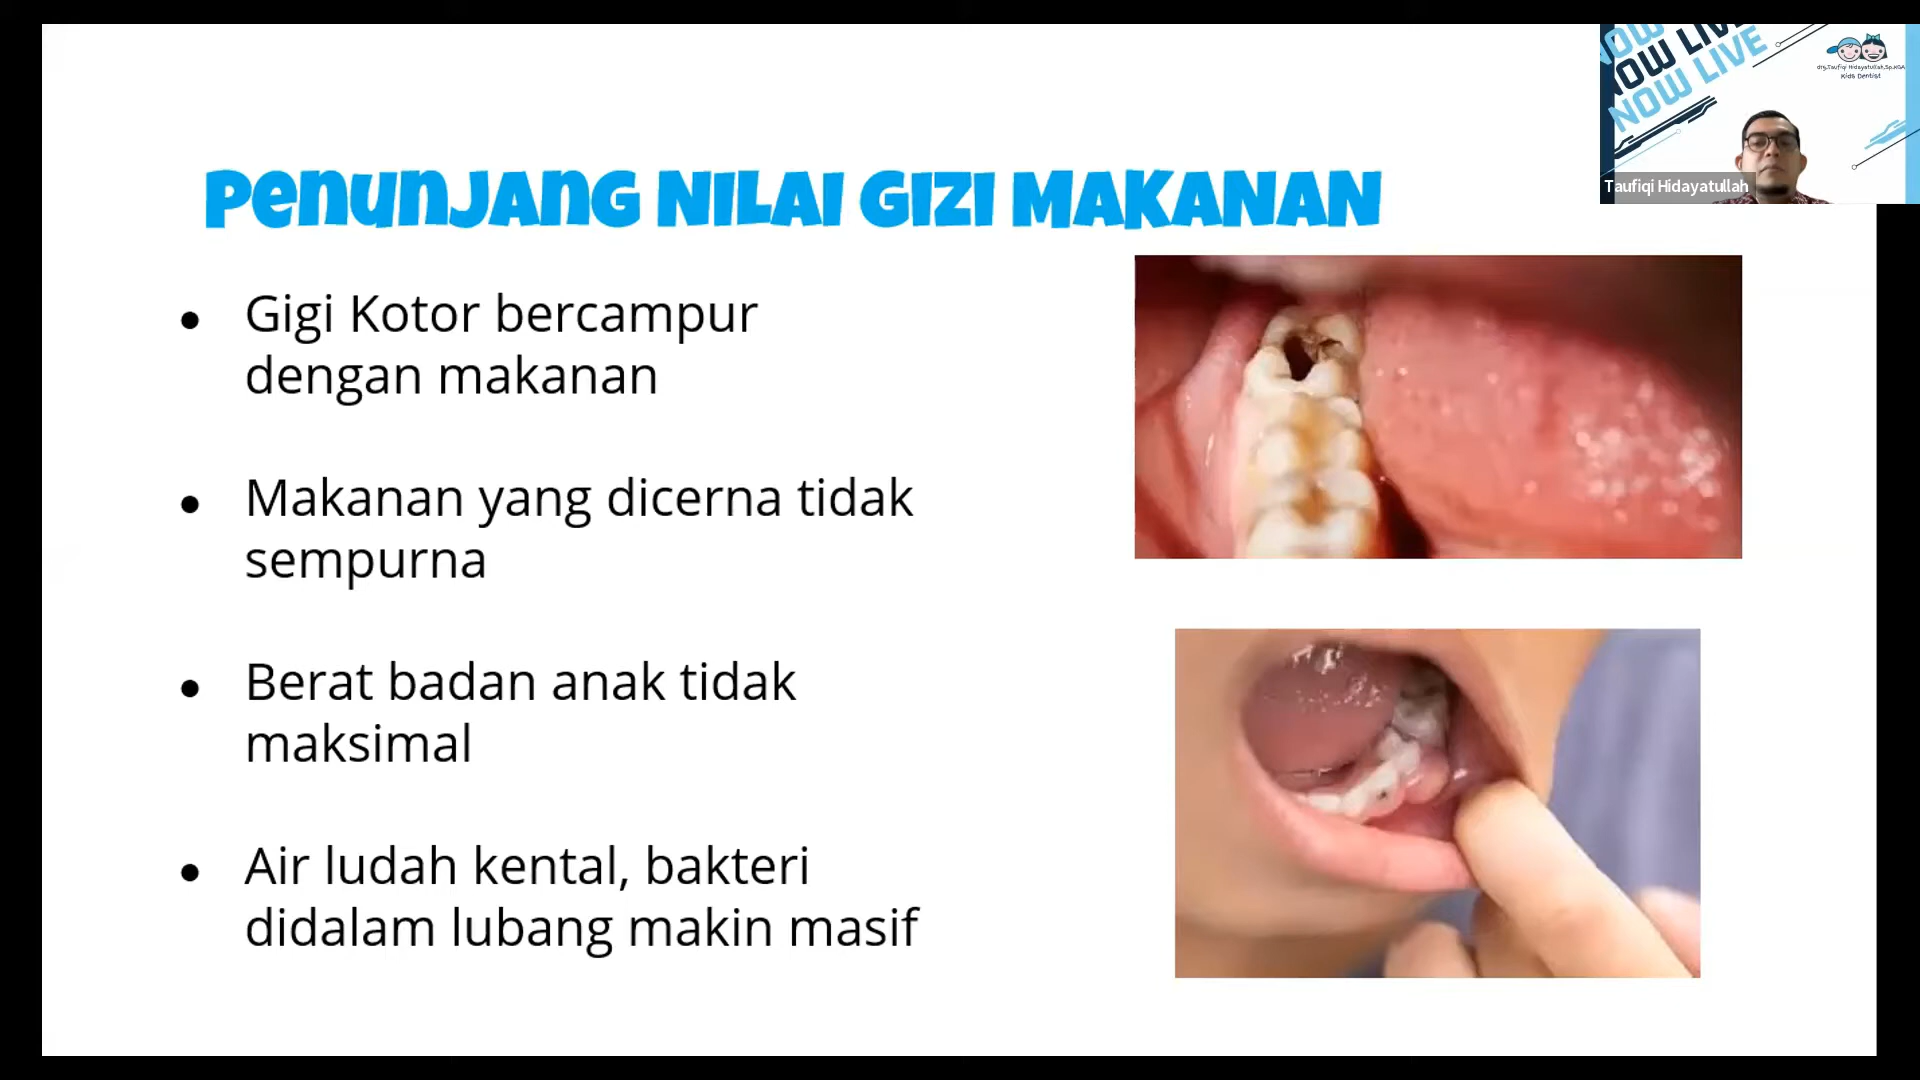 PENUNJANG NILAI GIZI MAKANAN
Gigi Kotor bercampur
dengan makanan
Makanan yang dicerna tidak
sempurna
Berat badan anak tidak
maksimal
Air ludah kental, bakteri
didalam lubang makin masif
NOW
NOW LIVE
NOW LIVE
drg.Taufiqi Hidayatullah,Sp.KGA
Kids Dentist
Taufiqi Hidayatullah